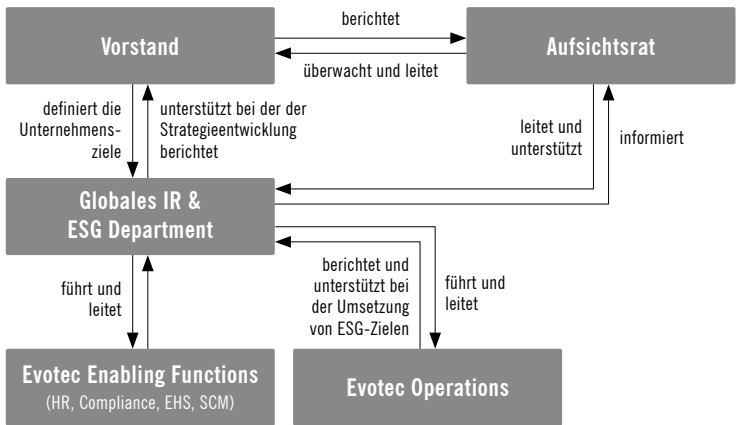 berichtet
Vorstand
Aufsichtsrat
überwacht und leitet
definiert die
Unternehmens-
ziele
unterstützt bei der der
Strategieentwicklung
berichtet
leitet und
unterstützt
informiert
Globales IR &
ESG Department
führt und
leitet
berichtet und
unterstützt bei
der Umsetzung
von ESG-Zielen
führt und
leitet
Evotec Enabling Functions
(HR, Compliance, EHS, SCM)
Evotec Operations